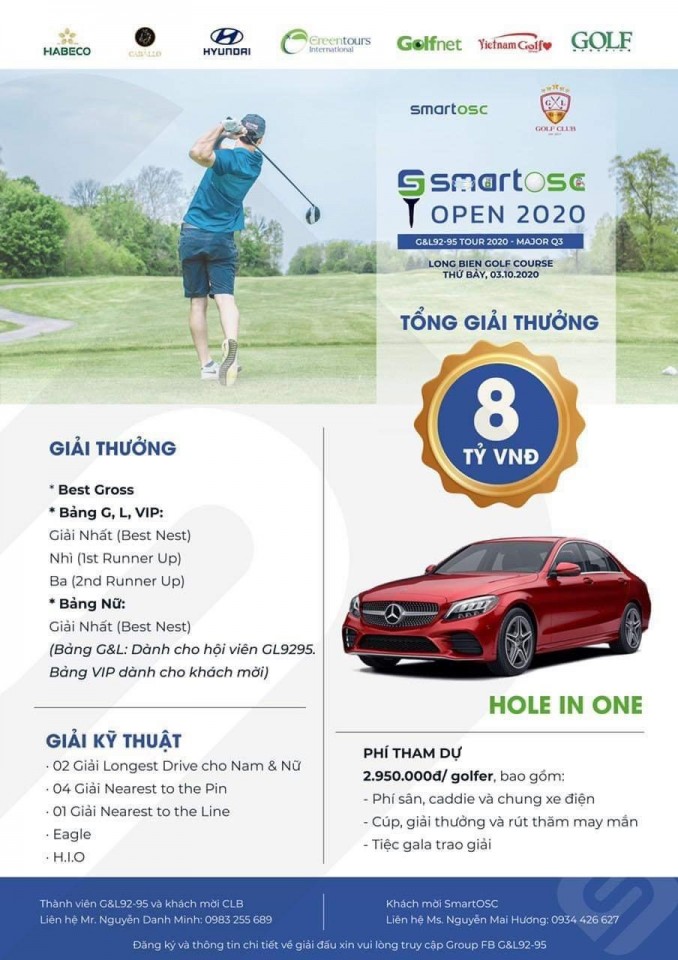 HABECO
HYUNDAI
Greentours
International
Golfnet
Vietnam Golf
GOLF
smartosc
G L
GOLF CLUB
smartosc
OPEN 2020
G&L92-95 TOUR 2020 - MAJOR Q3
LONG BIEN GOLF COURSE
THỨ BẢY, 03.10.2020
TỔNG GIẢI THƯỞNG
8
TỶ VNĐ
GIẢI THƯỞNG
* Best Gross
* Bảng G, L, VIP:
Giải Nhất (Best Nest)
Nhì (1st Runner Up)
Ba (2nd Runner Up)
* Bảng Nữ:
Giải Nhất (Best Nest)
(Bảng G&L: Dành cho hội viên GL9295.
Bảng VIP dành cho khách mời)
HOLE IN ONE
GIẢI KỸ THUẬT
· 02 Giải Longest Drive cho Nam & Nữ
· 04 Giải Nearest to the Pin
· 01 Giải Nearest to the Line
· Eagle
· H.I.O
PHÍ THAM DỰ
2.950.000đ/ golfer, bao gồm:
- Phí sân, caddie và chung xe điện
- Cúp, giải thưởng và rút thăm may mắn
- Tiệc gala trao giải
Thành viên G&L92-95 và khách mời CLB
Liên hệ Mr. Nguyễn Danh Minh: 0983 255 689
Khách mời SmartOSC
Liên hệ Ms. Nguyễn Mai Hương: 0934 426 627
Đăng ký và thông tin chi tiết về giải đấu xin vui lòng truy cập Group FB G&L92-95